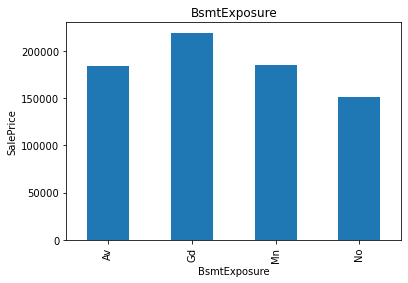 BsmtExposure
200000
150000
100000
50000
0
SalePrice
Av
Gd
Mn
No
BsmtExposure